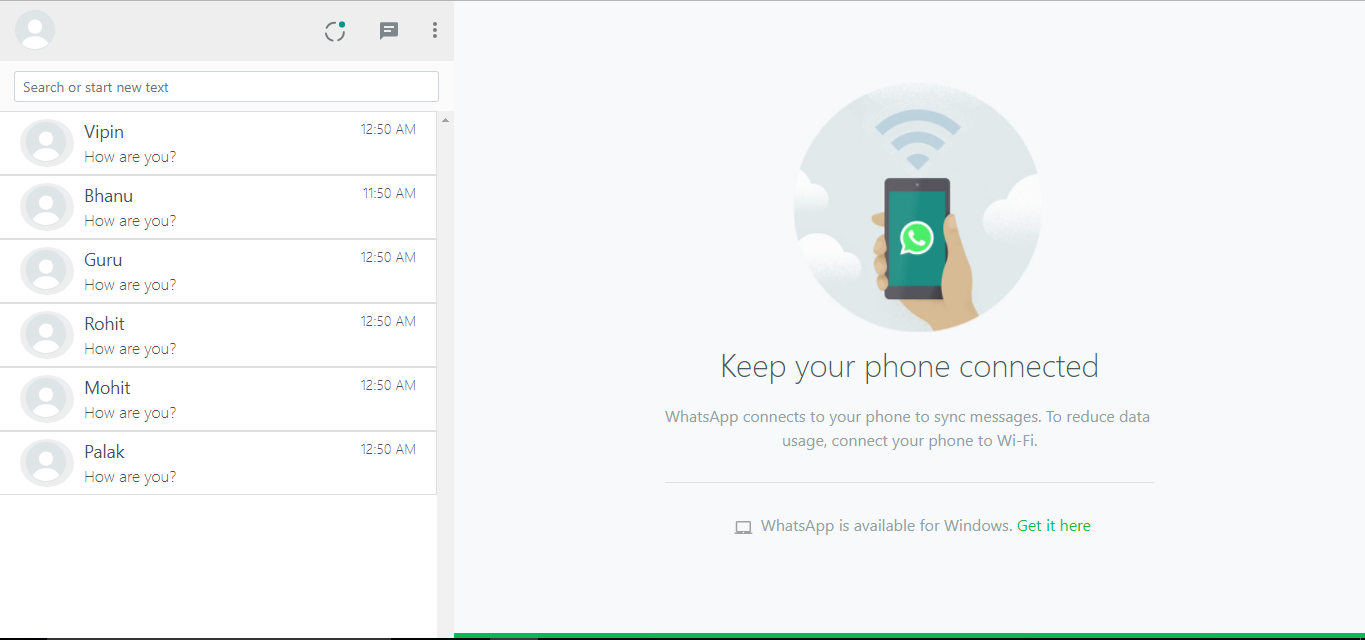 Search or start new text
Vipin
12:50 AM
How are you?
Bhanu
11:50 AM
How are you?
Guru
12:50 AM
How are you?
Rohit
12:50 AM
How are you?
Mohit
12:50 AM
How are you?
Palak
12:50 AM
How are you?
Keep your phone connected
WhatsApp connects to your phone to sync messages. To reduce data
usage, connect your phone to Wi-Fi.
WhatsApp is available for Windows. Get it here